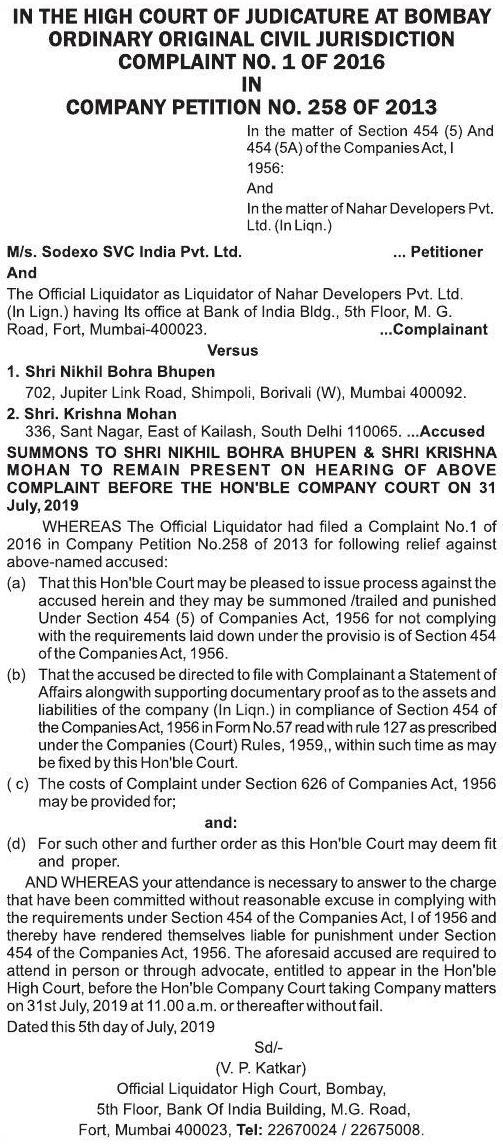 IN THE HIGH COURT OF JUDICATURE AT BOMBAY
ORDINARY ORIGINAL CIVIL JURISDICTION
COMPLAINT NO. 1 OF 2016
IN
COMPANY PETITION NO. 258 OF 2013
In the matter of Section 454 (5) And
454 (5A) of the Companies Act, I
1956:
And
In the matter of Nahar Developers Pvt.
Ltd. (In Liqn.)
M/s. Sodexo SVC India Pvt. Ltd. ... Petitioner
And
The Official Liquidator as Liquidator of Nahar Developers Pvt. Ltd.
(In Lign.) having Its office at Bank of India Bldg., 5th Floor, M. G.
Road, Fort, Mumbai-400023. ...Complainant
Versus
1. Shri Nikhil Bohra Bhupen
702, Jupiter Link Road, Shimpoli, Borivali (W), Mumbai 400092.
2. Shri. Krishna Mohan
336, Sant Nagar, East of Kailash, South Delhi 110065. ...Accused
SUMMONS TO SHRI NIKHIL BOHRA BHUPEN & SHRI KRISHNA
MOHAN TO REMAIN PRESENT ON HEARING OF ABOVE
COMPLAINT BEFORE THE HON'BLE COMPANY COURT ON 31
July, 2019
WHEREAS The Official Liquidator had filed a Complaint No.1 of
2016 in Company Petition No.258 of 2013 for following relief against
above-named accused:
(a) That this Hon'ble Court may be pleased to issue process against the
accused herein and they may be summoned /trailed and punished
Under Section 454 (5) of Companies Act, 1956 for not complying
with the requirements laid down under the provisio is of Section 454
of the Companies Act, 1956.
(b) That the accused be directed to file with Complainant a Statement of
Affairs alongwith supporting documentary proof as to the assets and
liabilities of the company (In Liqn.) in compliance of Section 454 of
the Companies Act, 1956 in Form No.57 read with rule 127 as prescribed
under the Companies (Court) Rules, 1959,, within such time as may
be fixed by this Hon'ble Court.
( c) The costs of Complaint under Section 626 of Companies Act, 1956
may be provided for;
and:
(d) For such other and further order as this Hon'ble Court may deem fit
and proper.
AND WHEREAS your attendance is necessary to answer to the charge
that have been committed without reasonable excuse in complying with
the requirements under Section 454 of the Companies Act, I of 1956 and
thereby have rendered themselves liable for punishment under Section
454 of the Companies Act, 1956. The aforesaid accused are required to
attend in person or through advocate, entitled to appear in the Hon'ble
High Court, before the Hon'ble Company Court taking Company matters
on 31st July, 2019 at 11.00 a.m. or thereafter without fail.
Dated this 5th day of July, 2019
Sd/-
(V. P. Katkar)
Official Liquidator High Court, Bombay,
5th Floor, Bank Of India Building, M.G. Road,
Fort, Mumbai 400023, Tel: 22670024 / 22675008.